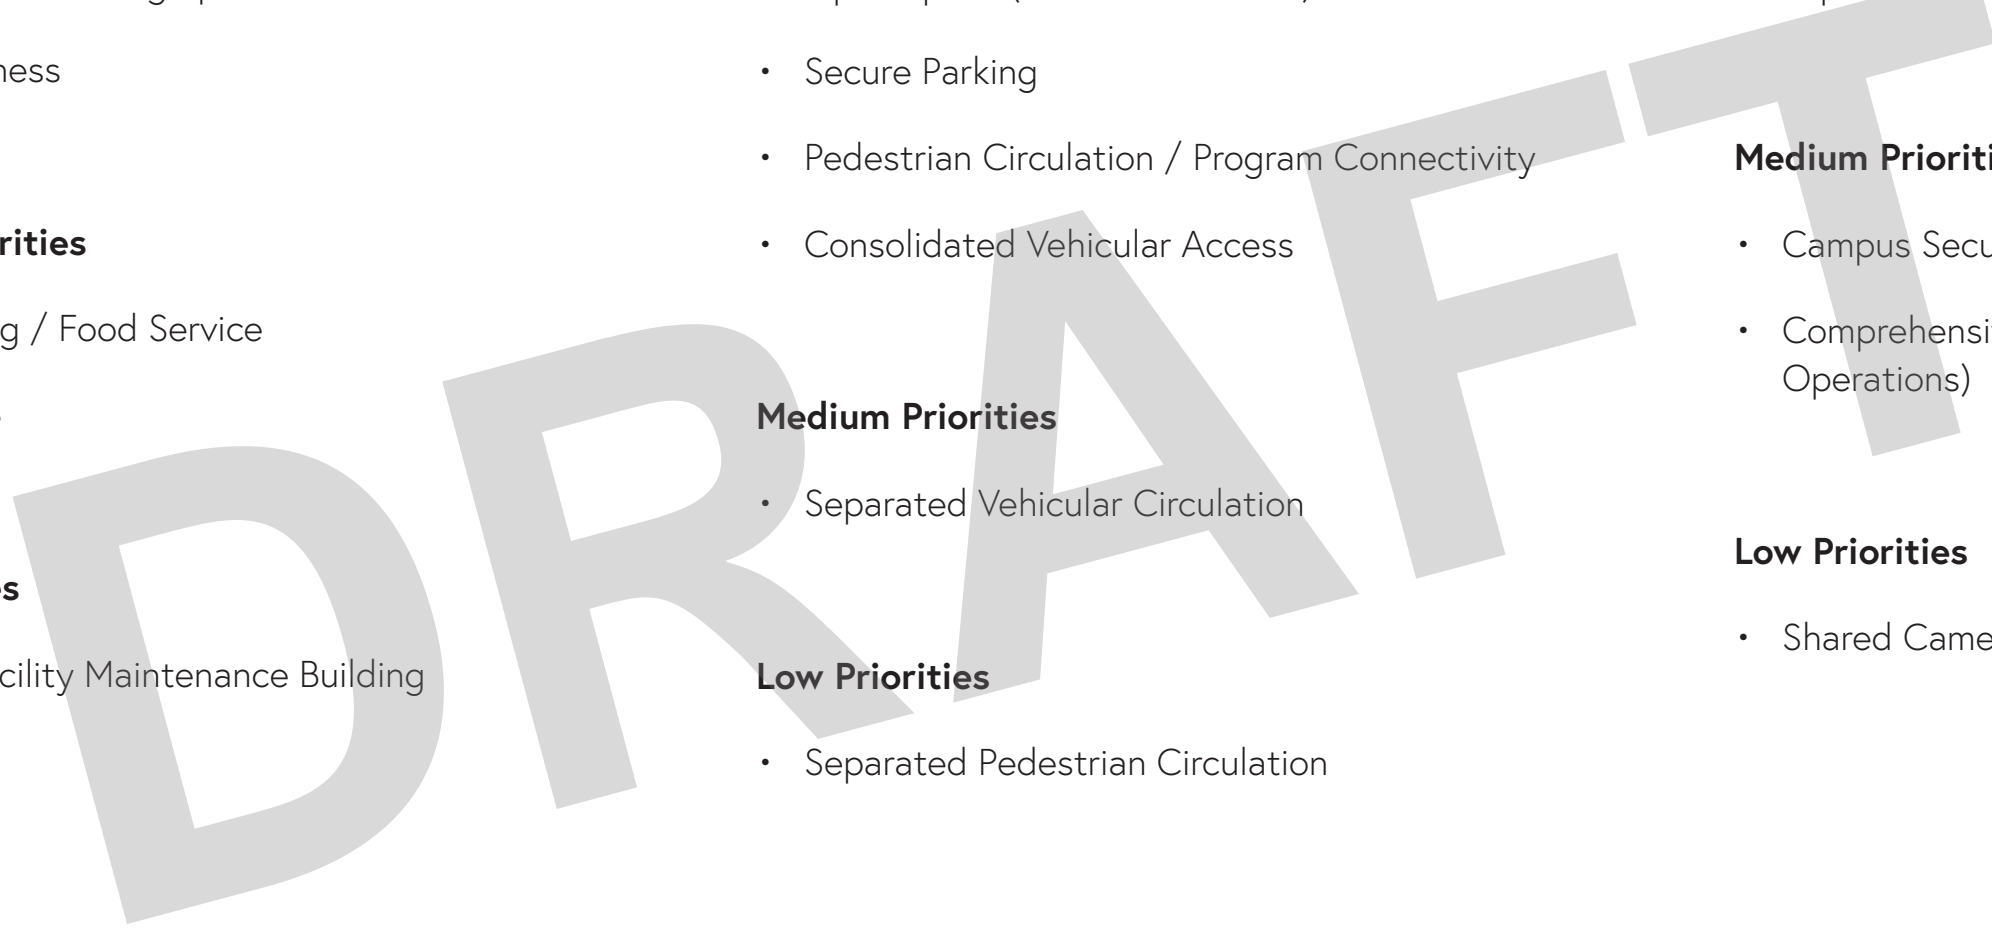 ness
rities
g / Food Service
es
cility Maintenance Building
• Secure Parking
• Pedestrian Circulation / Program Connectivity
• Consolidated Vehicular Access
Medium Priorities
• Separated Vehicular Circulation
Low Priorities
• Separated Pedestrian Circulation
Medium Prioriti
• Campus Secu
• Comprehensi
Operations)
Low Priorities
• Shared Came
DRAFT